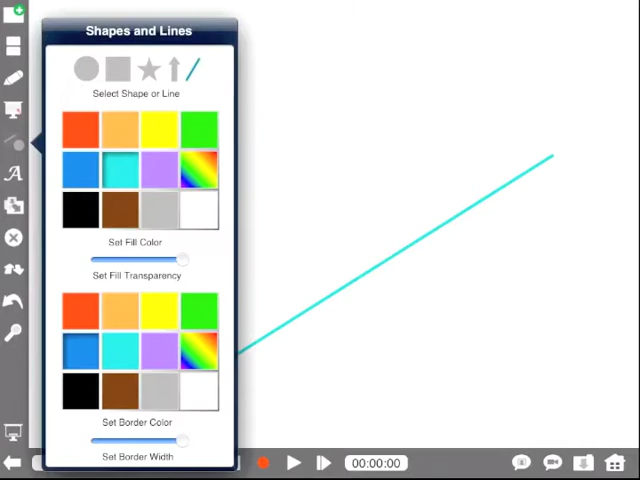 Shapes and Lines
Select Shape or Line
Set Fill Color
Set Fill Transparency
Set Border Color
Set Border Width
A
00:00:00